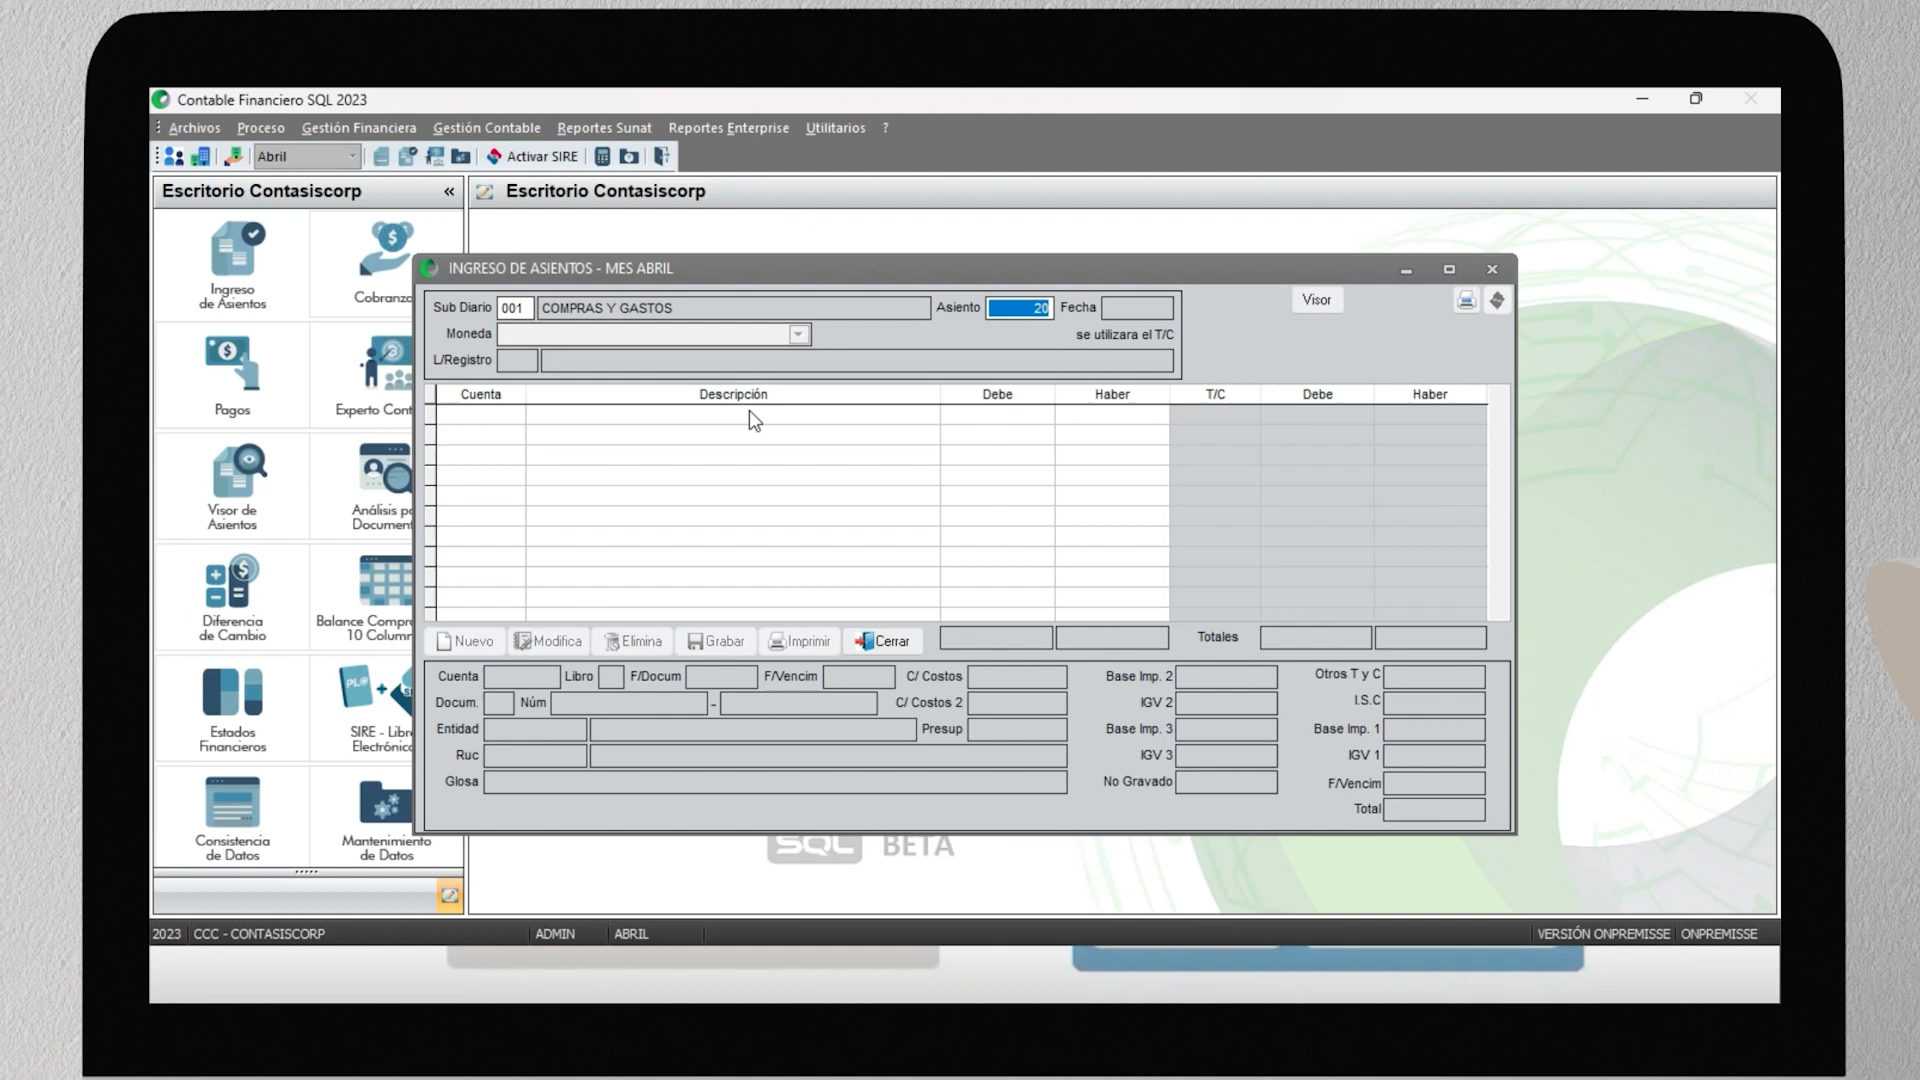 Contable Financiero SQL 2023
Archivos Proceso Gestión Financiera Gestión Contable Reportes Sunat Reportes Enterprise Utilitarios ?
Abril Activar SIRE
Escritorio Contasiscorp «
Escritorio Contasiscorp
Ingreso
de Asientos
Cobranza
Pagos
Experto Cont
Visor de
Asientos
Análisis po
Document
Diferencia
de Cambio
Balance Compro
10 Column
Estados
Financieros
SIRE - Libr
Electrónic
Consistencia
de Datos
Mantenimiento
de Datos
INGRESO DE ASIENTOS - MES ABRIL
Sub Diario 001 COMPRAS Y GASTOS Asiento 20 Fecha
Visor
Moneda se utilizara el T/C
L/Registro
Cuenta Descripción Debe Haber T/C Debe Haber
Nuevo Modifica Elimina Grabar Imprimir Cerrar Totales
Cuenta Libro F/Docum F/Vencim C/ Costos Base Imp. 2 Otros T y C
Docum. Núm - C/ Costos 2 IGV 2 I.S.C
Entidad Presup Base Imp. 3 Base Imp. 1
Ruc IGV 3 IGV 1
Glosa No Gravado F/Vencim
Total
SQL BETA
2023 CCC - CONTASISCORP ADMIN ABRIL VERSIÓN ONPREMISSE ONPREMISSE